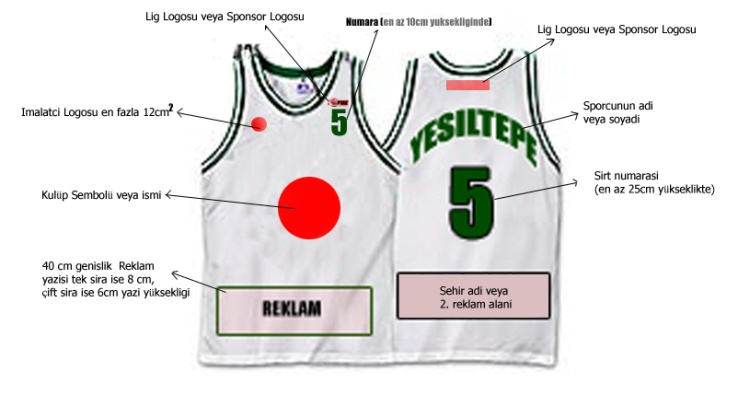 Lig Logosu veya Sponsor Logosu
Numara (en az 10cm yuksekliginde)
Lig Logosu veya Sponsor Logosu
Imalatci Logosu en fazla 12cm²
5
YESILTEPE
Sporcunun adi
veya soyadi
Kulüp Sembolü veya ismi
5
Sirt numarasi
(en az 25cm yükseklikte)
40 cm genislik Reklam
yazisi tek sira ise 8 cm,
çift sira ise 6cm yazi yüksekligi
REKLAM
Sehir adi veya
2. reklam alani